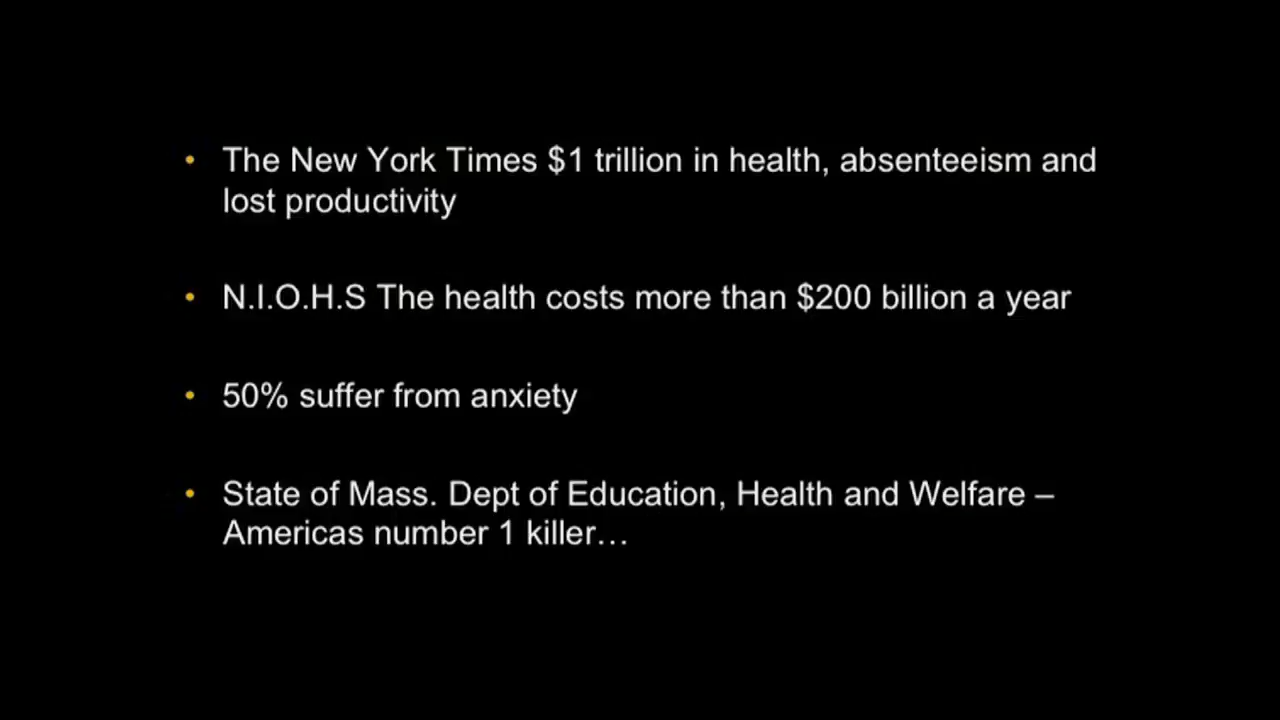 • The New York Times $1 trillion in health, absenteeism and
lost productivity
• N.I.O.H.S The health costs more than $200 billion a year
• 50% suffer from anxiety
• State of Mass. Dept of Education, Health and Welfare –
Americas number 1 killer…